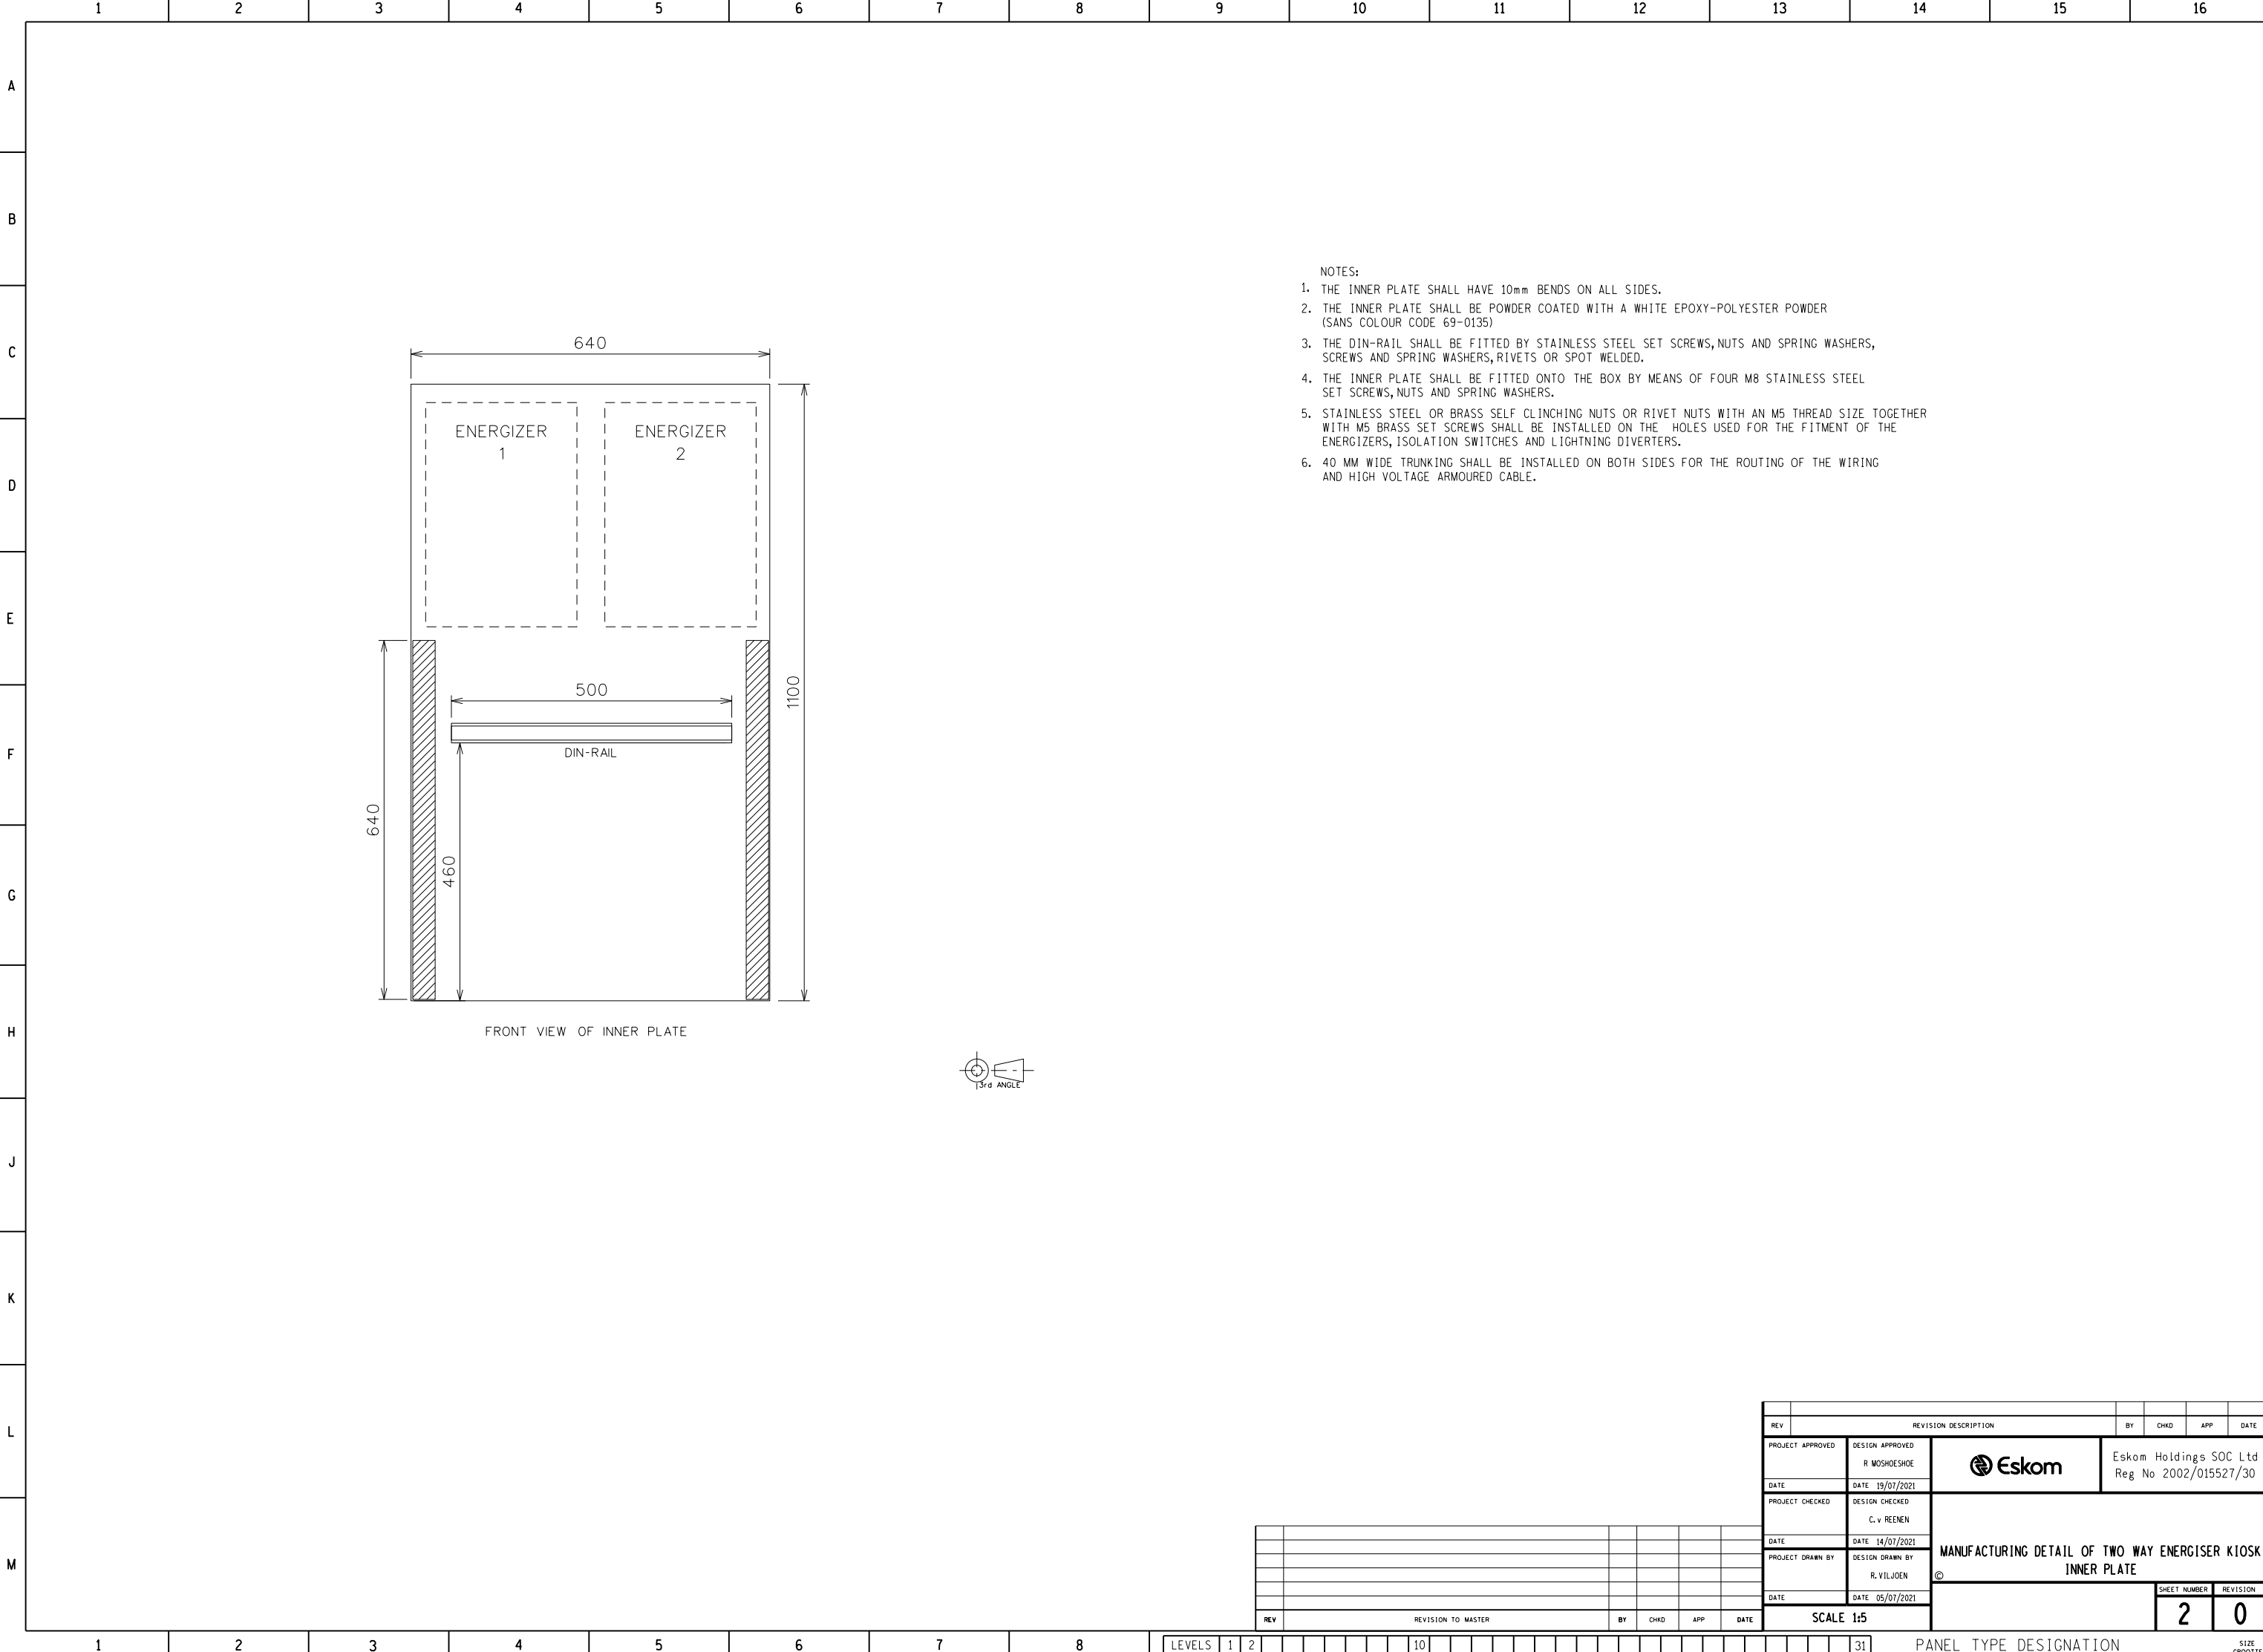 1 2 3 4 5 6 7 8 9 10 11 12 13 14 15 16
A
B
C
D
E
F
G
H
J
K
L
M
640
ENERGIZER
1
ENERGIZER
2
1100
500
DIN-RAIL
640
460
FRONT VIEW OF INNER PLATE
3rd ANGLE
NOTES:
1. THE INNER PLATE SHALL HAVE 10mm BENDS ON ALL SIDES.
2. THE INNER PLATE SHALL BE POWDER COATED WITH A WHITE EPOXY-POLYESTER POWDER
(SANS COLOUR CODE 69-0135)
3. THE DIN-RAIL SHALL BE FITTED BY STAINLESS STEEL SET SCREWS, NUTS AND SPRING WASHERS,
SCREWS AND SPRING WASHERS, RIVETS OR SPOT WELDED.
4. THE INNER PLATE SHALL BE FITTED ONTO THE BOX BY MEANS OF FOUR M8 STAINLESS STEEL
SET SCREWS, NUTS AND SPRING WASHERS.
5. STAINLESS STEEL OR BRASS SELF CLINCHING NUTS OR RIVET NUTS WITH AN M5 THREAD SIZE TOGETHER
WITH M5 BRASS SET SCREWS SHALL BE INSTALLED ON THE HOLES USED FOR THE FITMENT OF THE
ENERGIZERS, ISOLATION SWITCHES AND LIGHTNING DIVERTERS.
6. 40 MM WIDE TRUNKING SHALL BE INSTALLED ON BOTH SIDES FOR THE ROUTING OF THE WIRING
AND HIGH VOLTAGE ARMOURED CABLE.
REV REVISION DESCRIPTION BY CHKD APP DATE
PROJECT APPROVED DESIGN APPROVED
R MOSHOESHOE
DATE DATE 19/07/2021
Eskom
Eskom Holdings SOC Ltd
Reg No 2002/015527/30
PROJECT CHECKED DESIGN CHECKED
C. v REENEN
DATE DATE 14/07/2021
PROJECT DRAWN BY DESIGN DRAWN BY
R. VILJOEN
DATE DATE 05/07/2021
MANUFACTURING DETAIL OF TWO WAY ENERGISER KIOSK
INNER PLATE
©
SHEET NUMBER REVISION
2 0
SCALE 1:5
REV REVISION TO MASTER BY CHKD APP DATE
1 2 3 4 5 6 7 8
LEVELS 1 2 10 31
PANEL TYPE DESIGNATION
SIZE